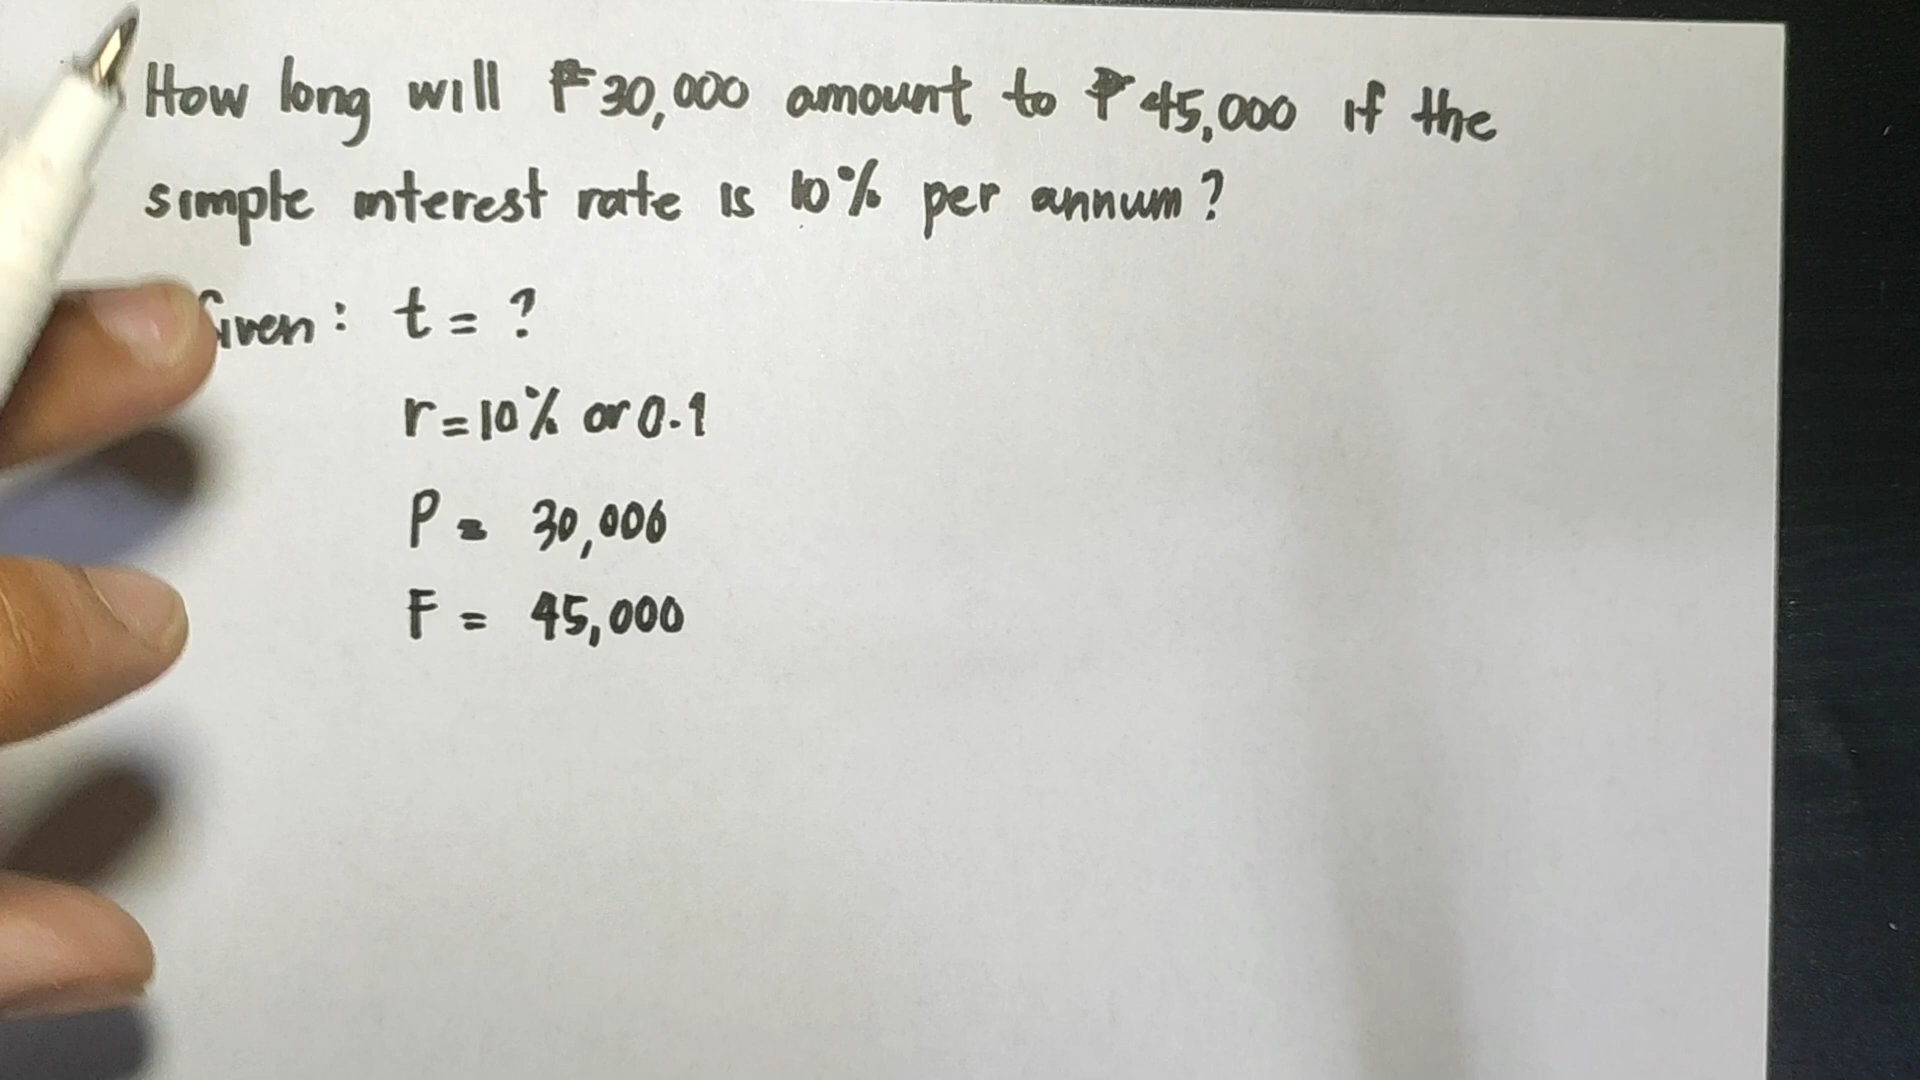 How long will ₱30,000 amount to ₱45,000 if the
simple interest rate is 10% per annum?
Given: t = ?
r = 10% or 0.1
P = 30,000
F = 45,000